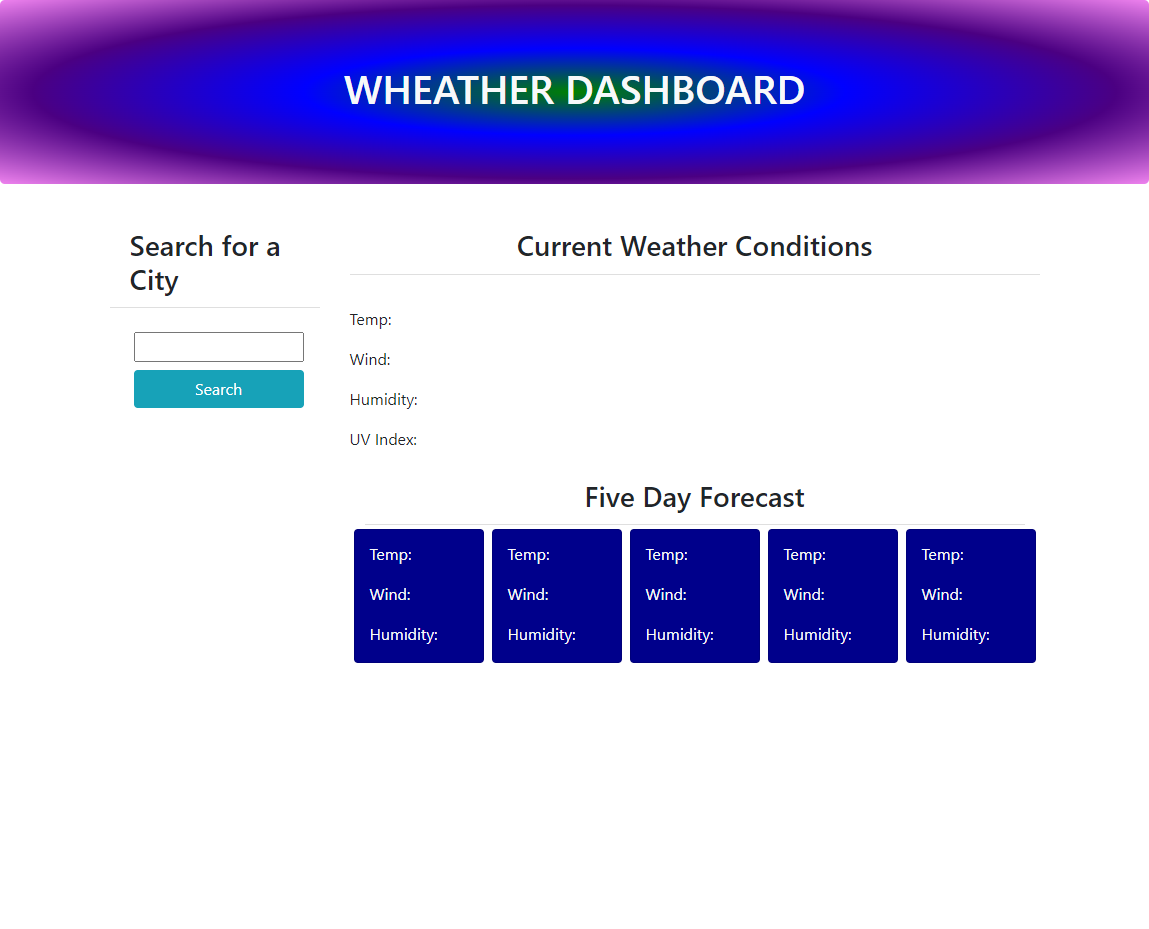 WHEATHER DASHBOARD
Search for a
City
Search
Current Weather Conditions
Temp:
Wind:
Humidity:
UV Index:
Five Day Forecast
Temp:
Wind:
Humidity:
Temp:
Wind:
Humidity:
Temp:
Wind:
Humidity:
Temp:
Wind:
Humidity:
Temp:
Wind:
Humidity: